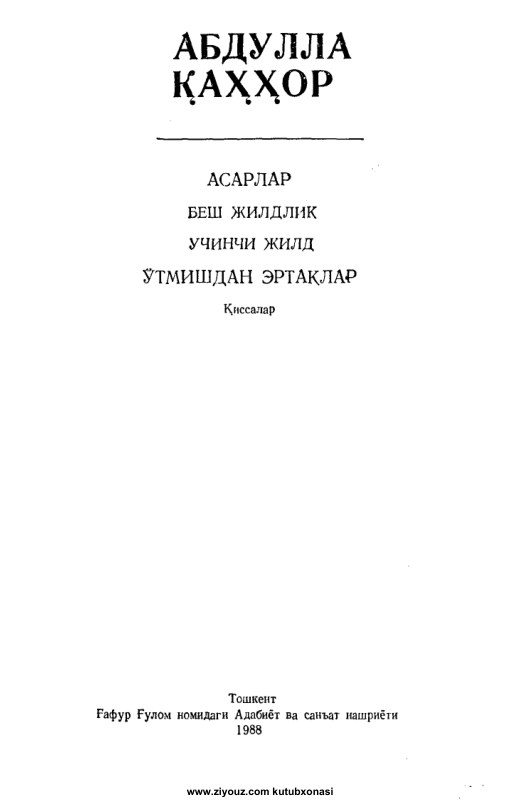 АБДУЛЛА
ҚАҲҲОР
АСАРЛАР
БЕШ ЖИЛДЛИК
УЧИНЧИ ЖИЛД
ЎТМИШДАН ЭРТАКЛАР
Қиссалар
Тошкент
Ғафур Ғулом номидаги Адабиёт ва санъат нашриёти
1988
www.ziyouz.com kutubxonasi